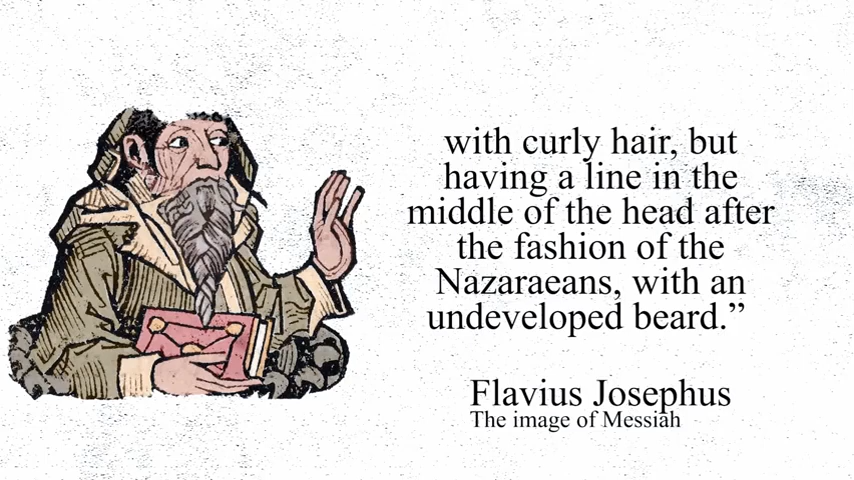 with curly hair, but
having a line in the
middle of the head after
the fashion of the
Nazaraeans, with an
undeveloped beard.”
Flavius Josephus
The image of Messiah